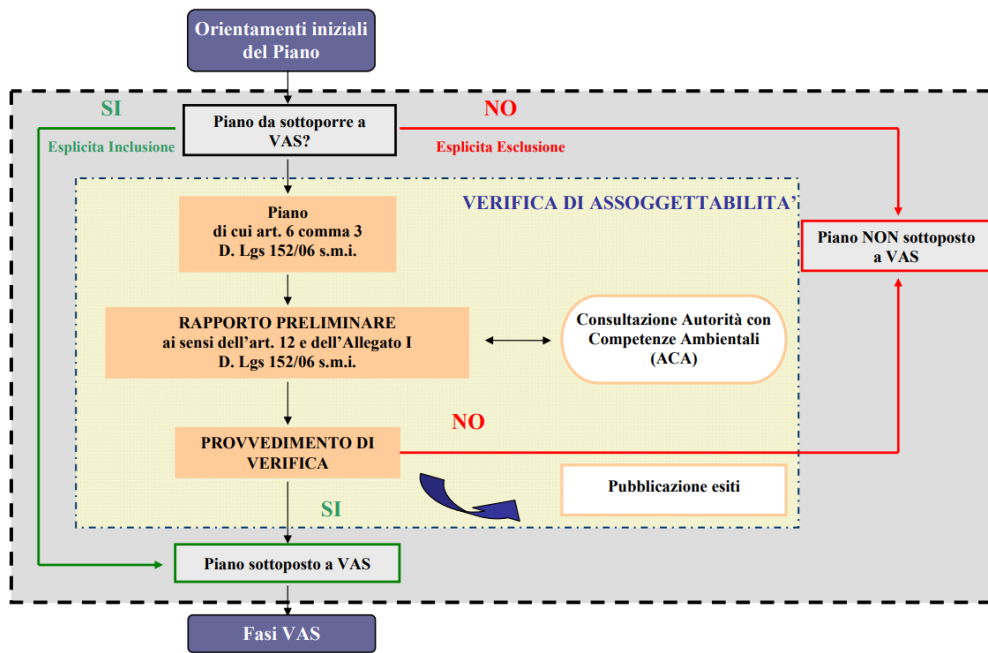 Orientamenti iniziali
del Piano
SI
NO
Piano da sottoporre a
VAS?
Esplicita Inclusione
Esplicita Esclusione
VERIFICA DI ASSOGGETTABILITA’
Piano
di cui art. 6 comma 3
D. Lgs 152/06 s.m.i.
Piano NON sottoposto
a VAS
RAPPORTO PRELIMINARE
ai sensi dell’art. 12 e dell’Allegato I
D. Lgs 152/06 s.m.i.
Consultazione Autorità con
Competenze Ambientali
(ACA)
NO
PROVVEDIMENTO DI
VERIFICA
Pubblicazione esiti
SI
Piano sottoposto a VAS
Fasi VAS